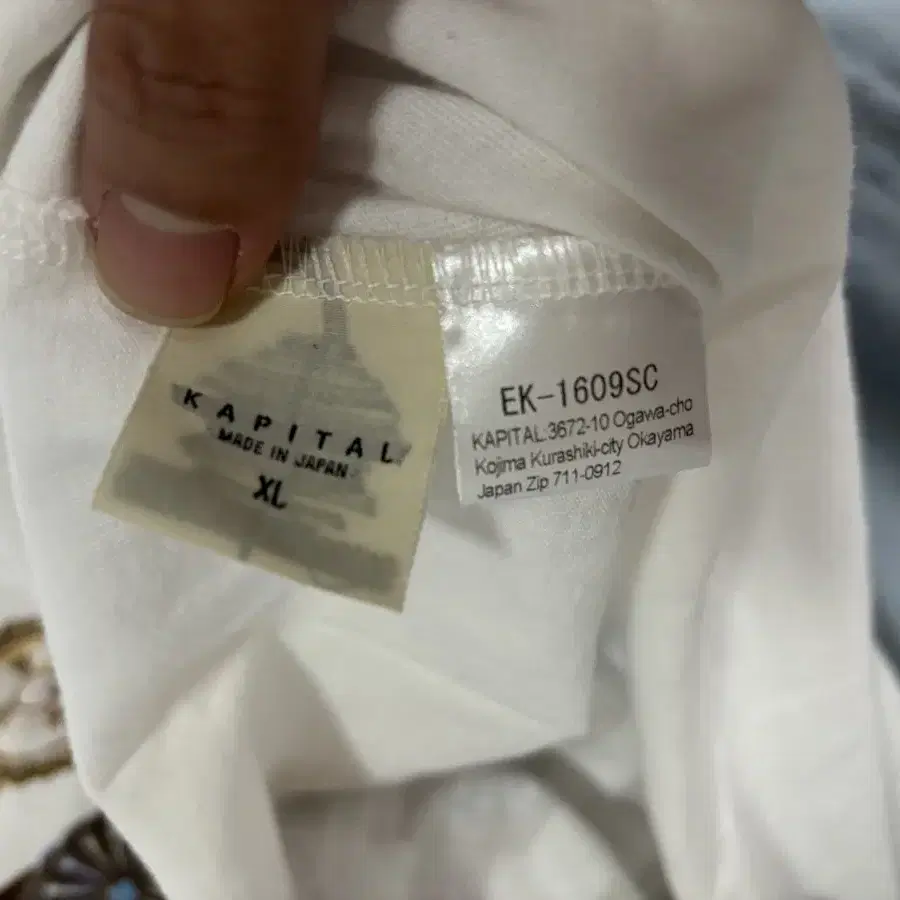 KAPITAL
MADE IN JAPAN
XL
EK-1609SC
KAPITAL:3672-10 Ogawa-cho
Kojima Kurashiki-city Okayama
Japan Zip 711-0912